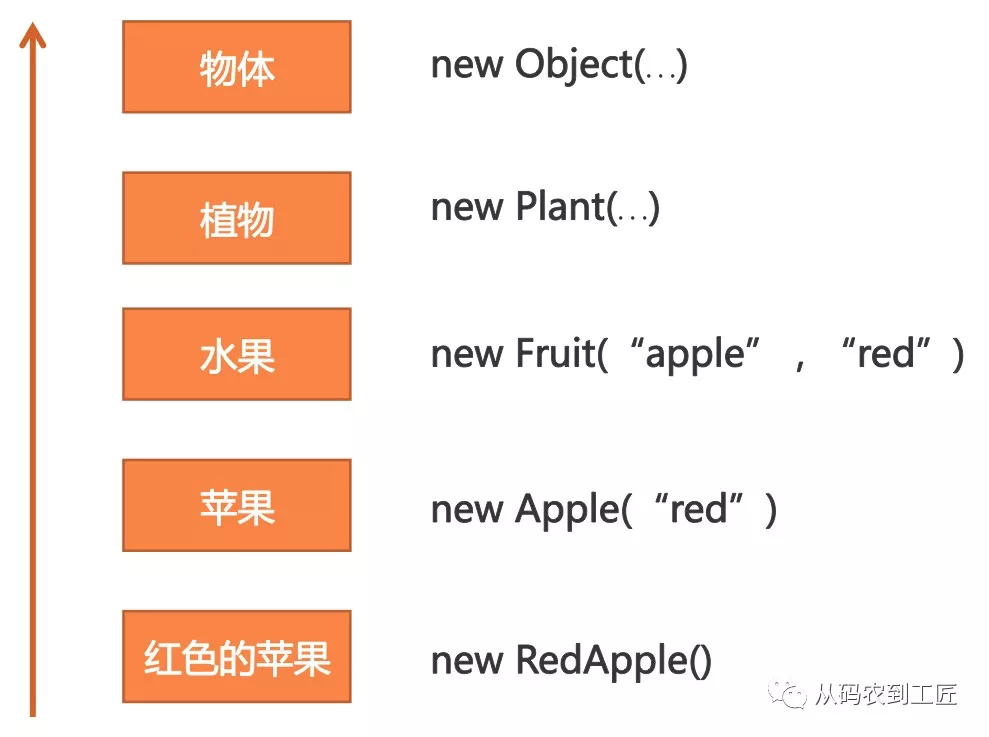 物体 new Object(…)
植物 new Plant(…)
水果 new Fruit(“apple” , “red”)
苹果 new Apple(“red”)
红色的苹果 new RedApple()
从码农到工匠